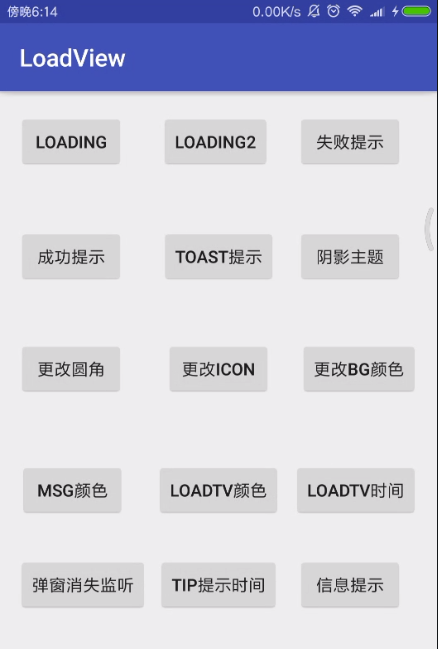 傍晚6:14 0.00K/s
LoadView
LOADING LOADING2 失败提示
成功提示 TOAST提示 阴影主题
更改圆角 更改ICON 更改BG颜色
MSG颜色 LOADTV颜色 LOADTV时间
弹窗消失监听 TIP提示时间 信息提示